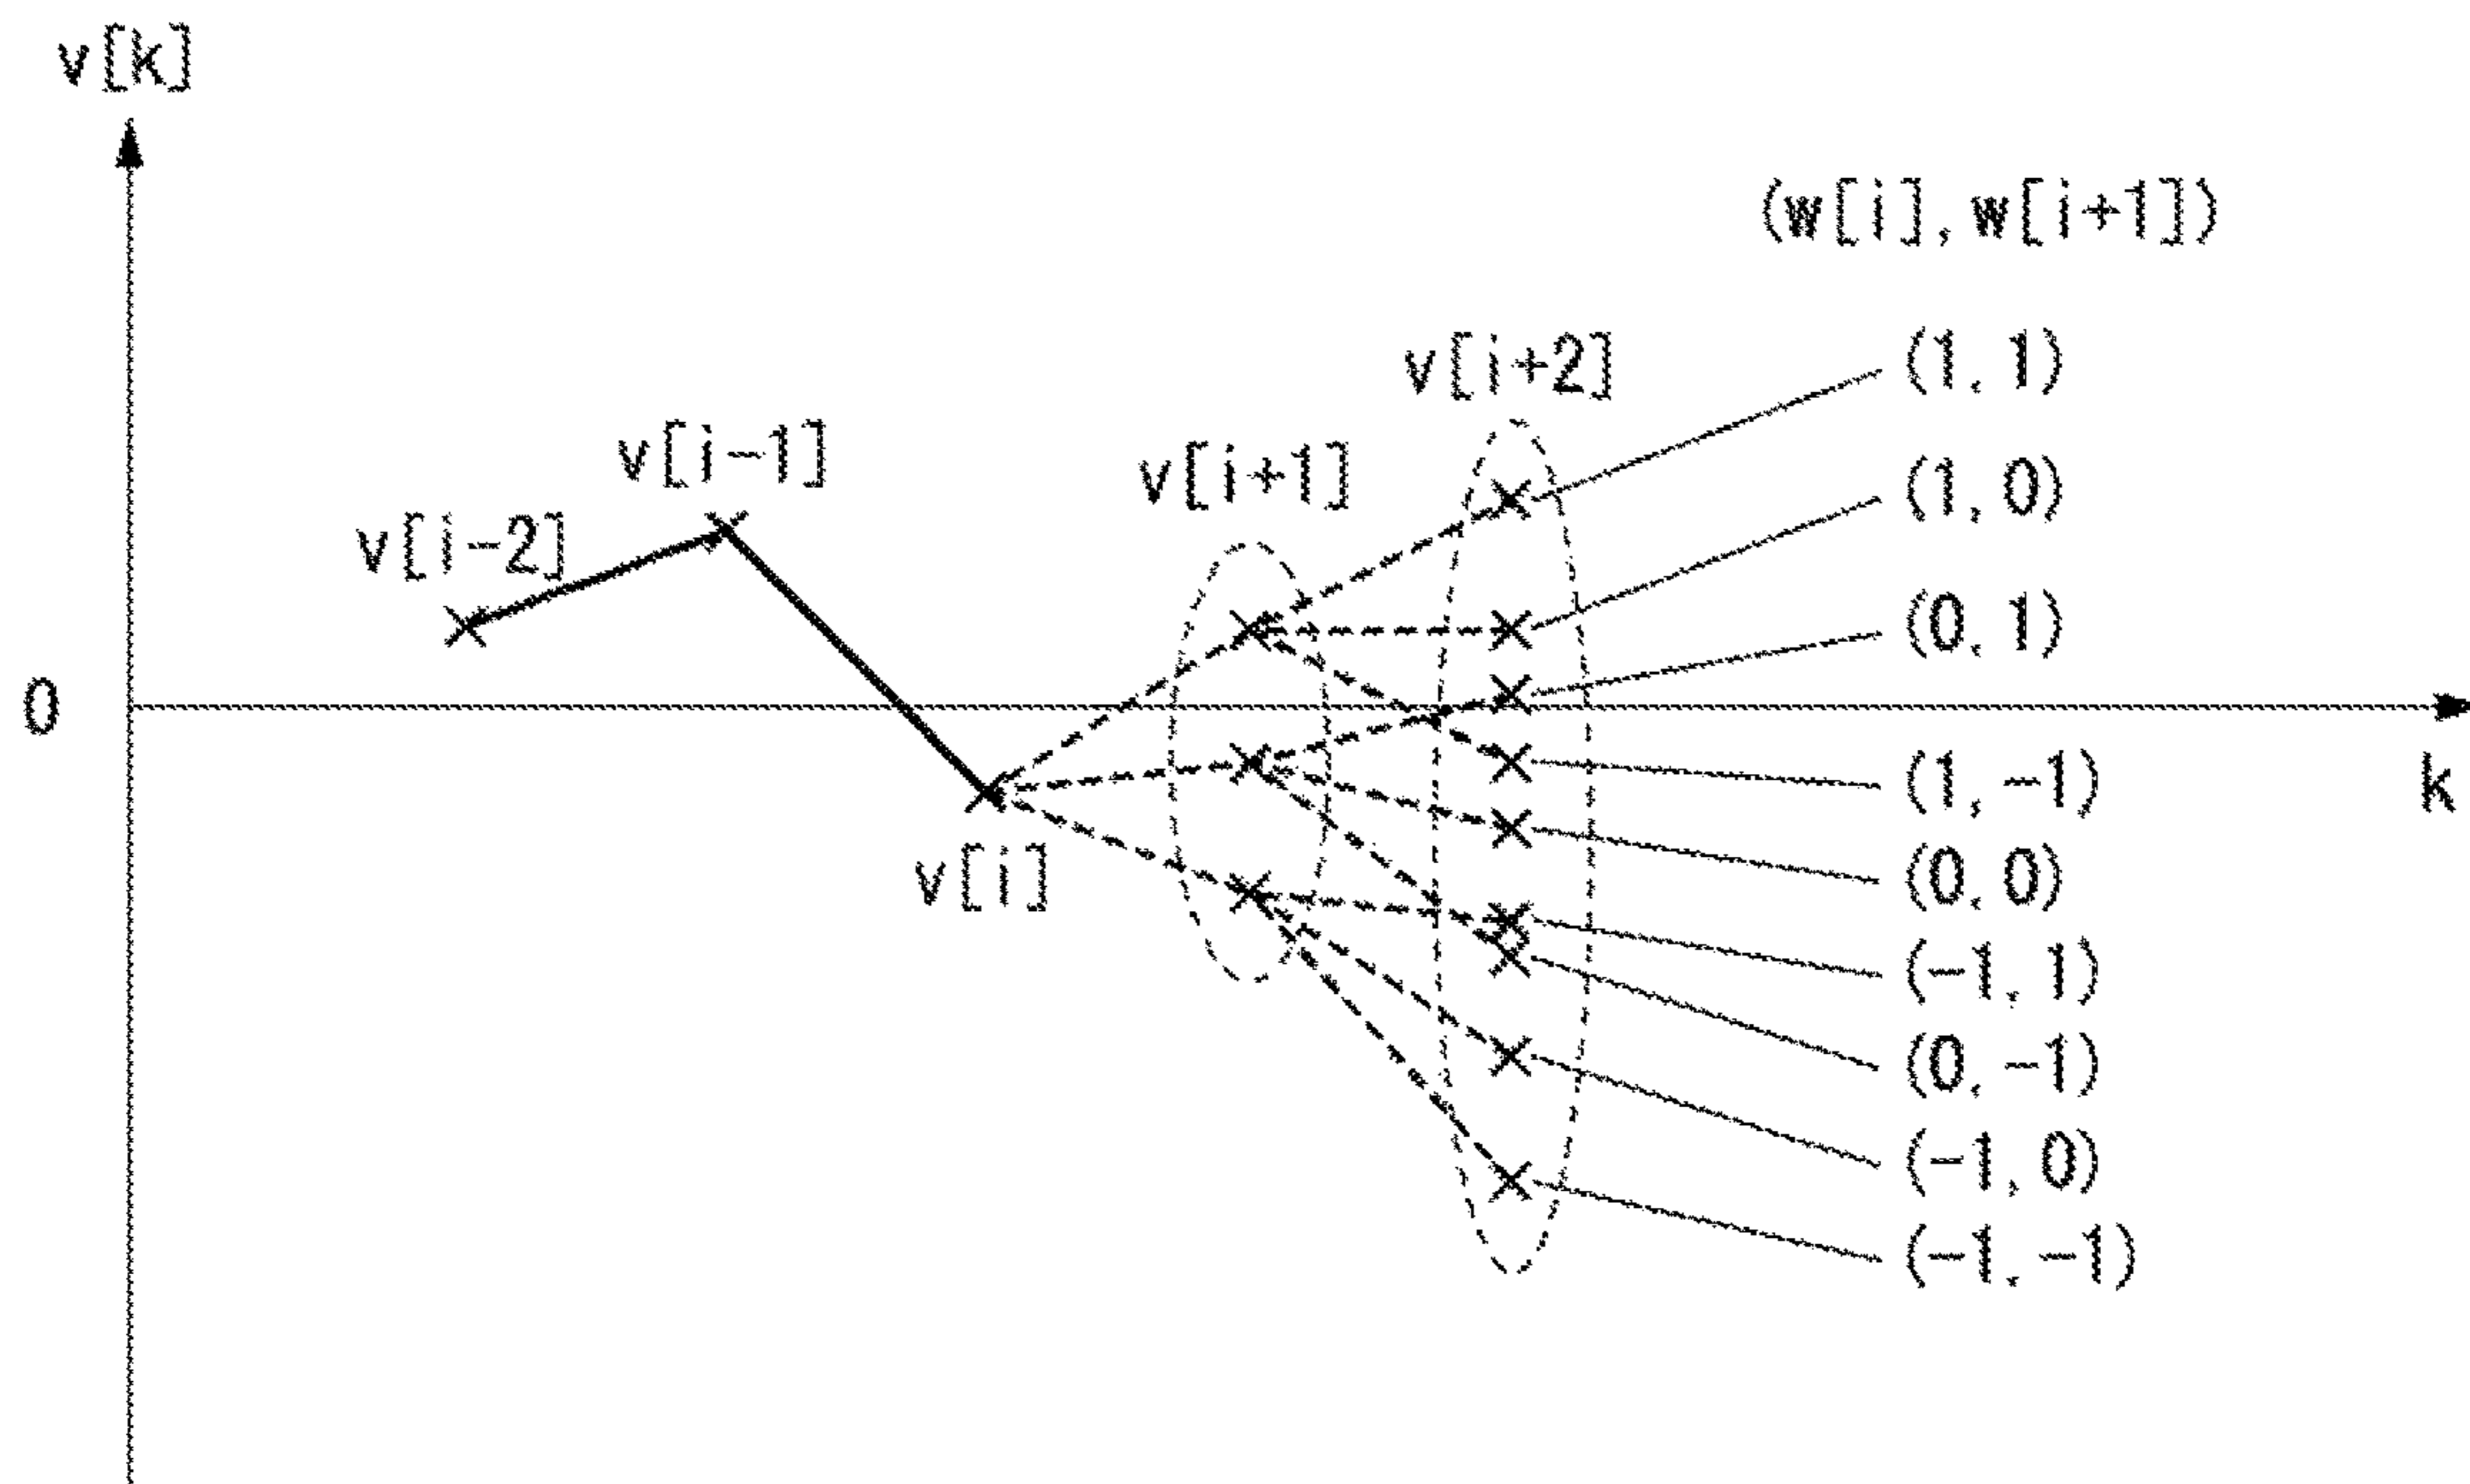 v[k]
(w[i],w[i+1])
v[i+2]
(1,1)
v[i-1]
v[i+1]
(1,0)
v[i-2]
(0,1)
0
(1,-1)
k
v[i]
(0,0)
(-1,1)
(0,-1)
(-1,0)
(-1,-1)